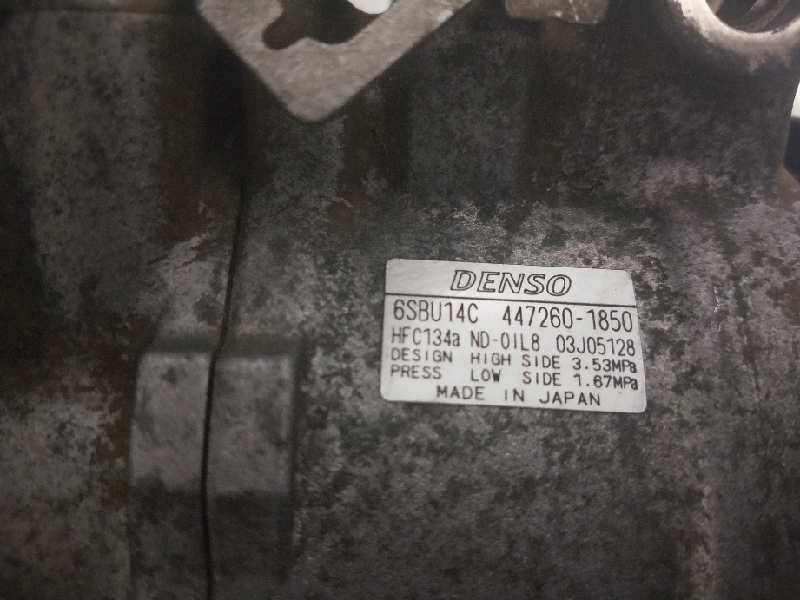 DENSO
6SBU14C 447260-1850
HFC134a ND-OIL8 03J05128
DESIGN HIGH SIDE 3.53MPa
PRESS LOW SIDE 1.67MPa
MADE IN JAPAN